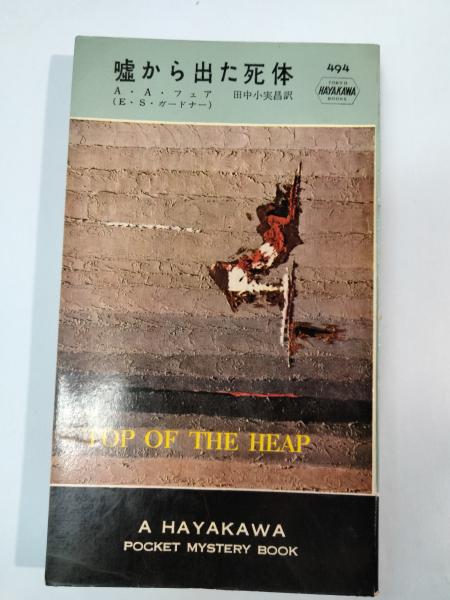 嘘から出た死体
A・A・フェア
(E・S・ガードナー)
田中小実昌訳
494
TOKYO
HAYAKAWA
BOOKS
TOP OF THE HEAP
A HAYAKAWA
POCKET MYSTERY BOOK